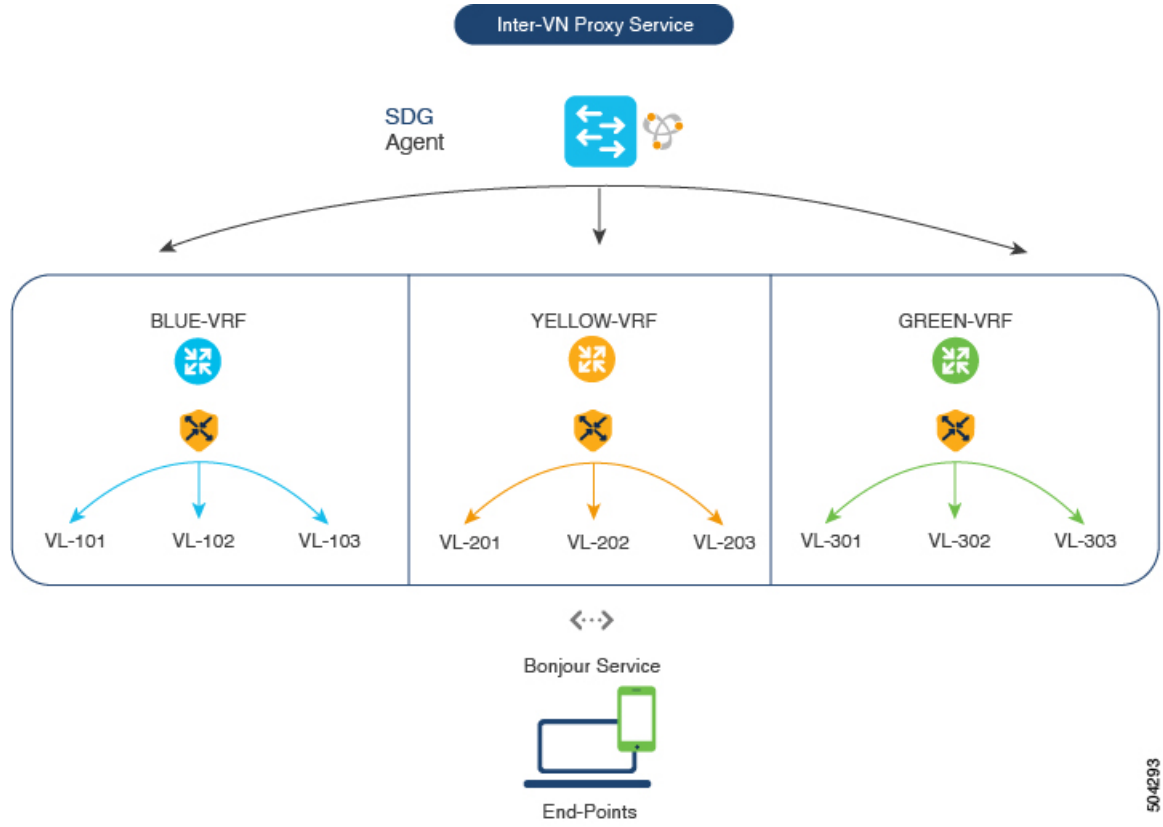 Inter-VN Proxy Service
SDG
Agent
BLUE-VRF
YELLOW-VRF
GREEN-VRF
VL-101
VL-102
VL-103
VL-201
VL-202
VL-203
VL-301
VL-302
VL-303
Bonjour Service
End-Points
504293